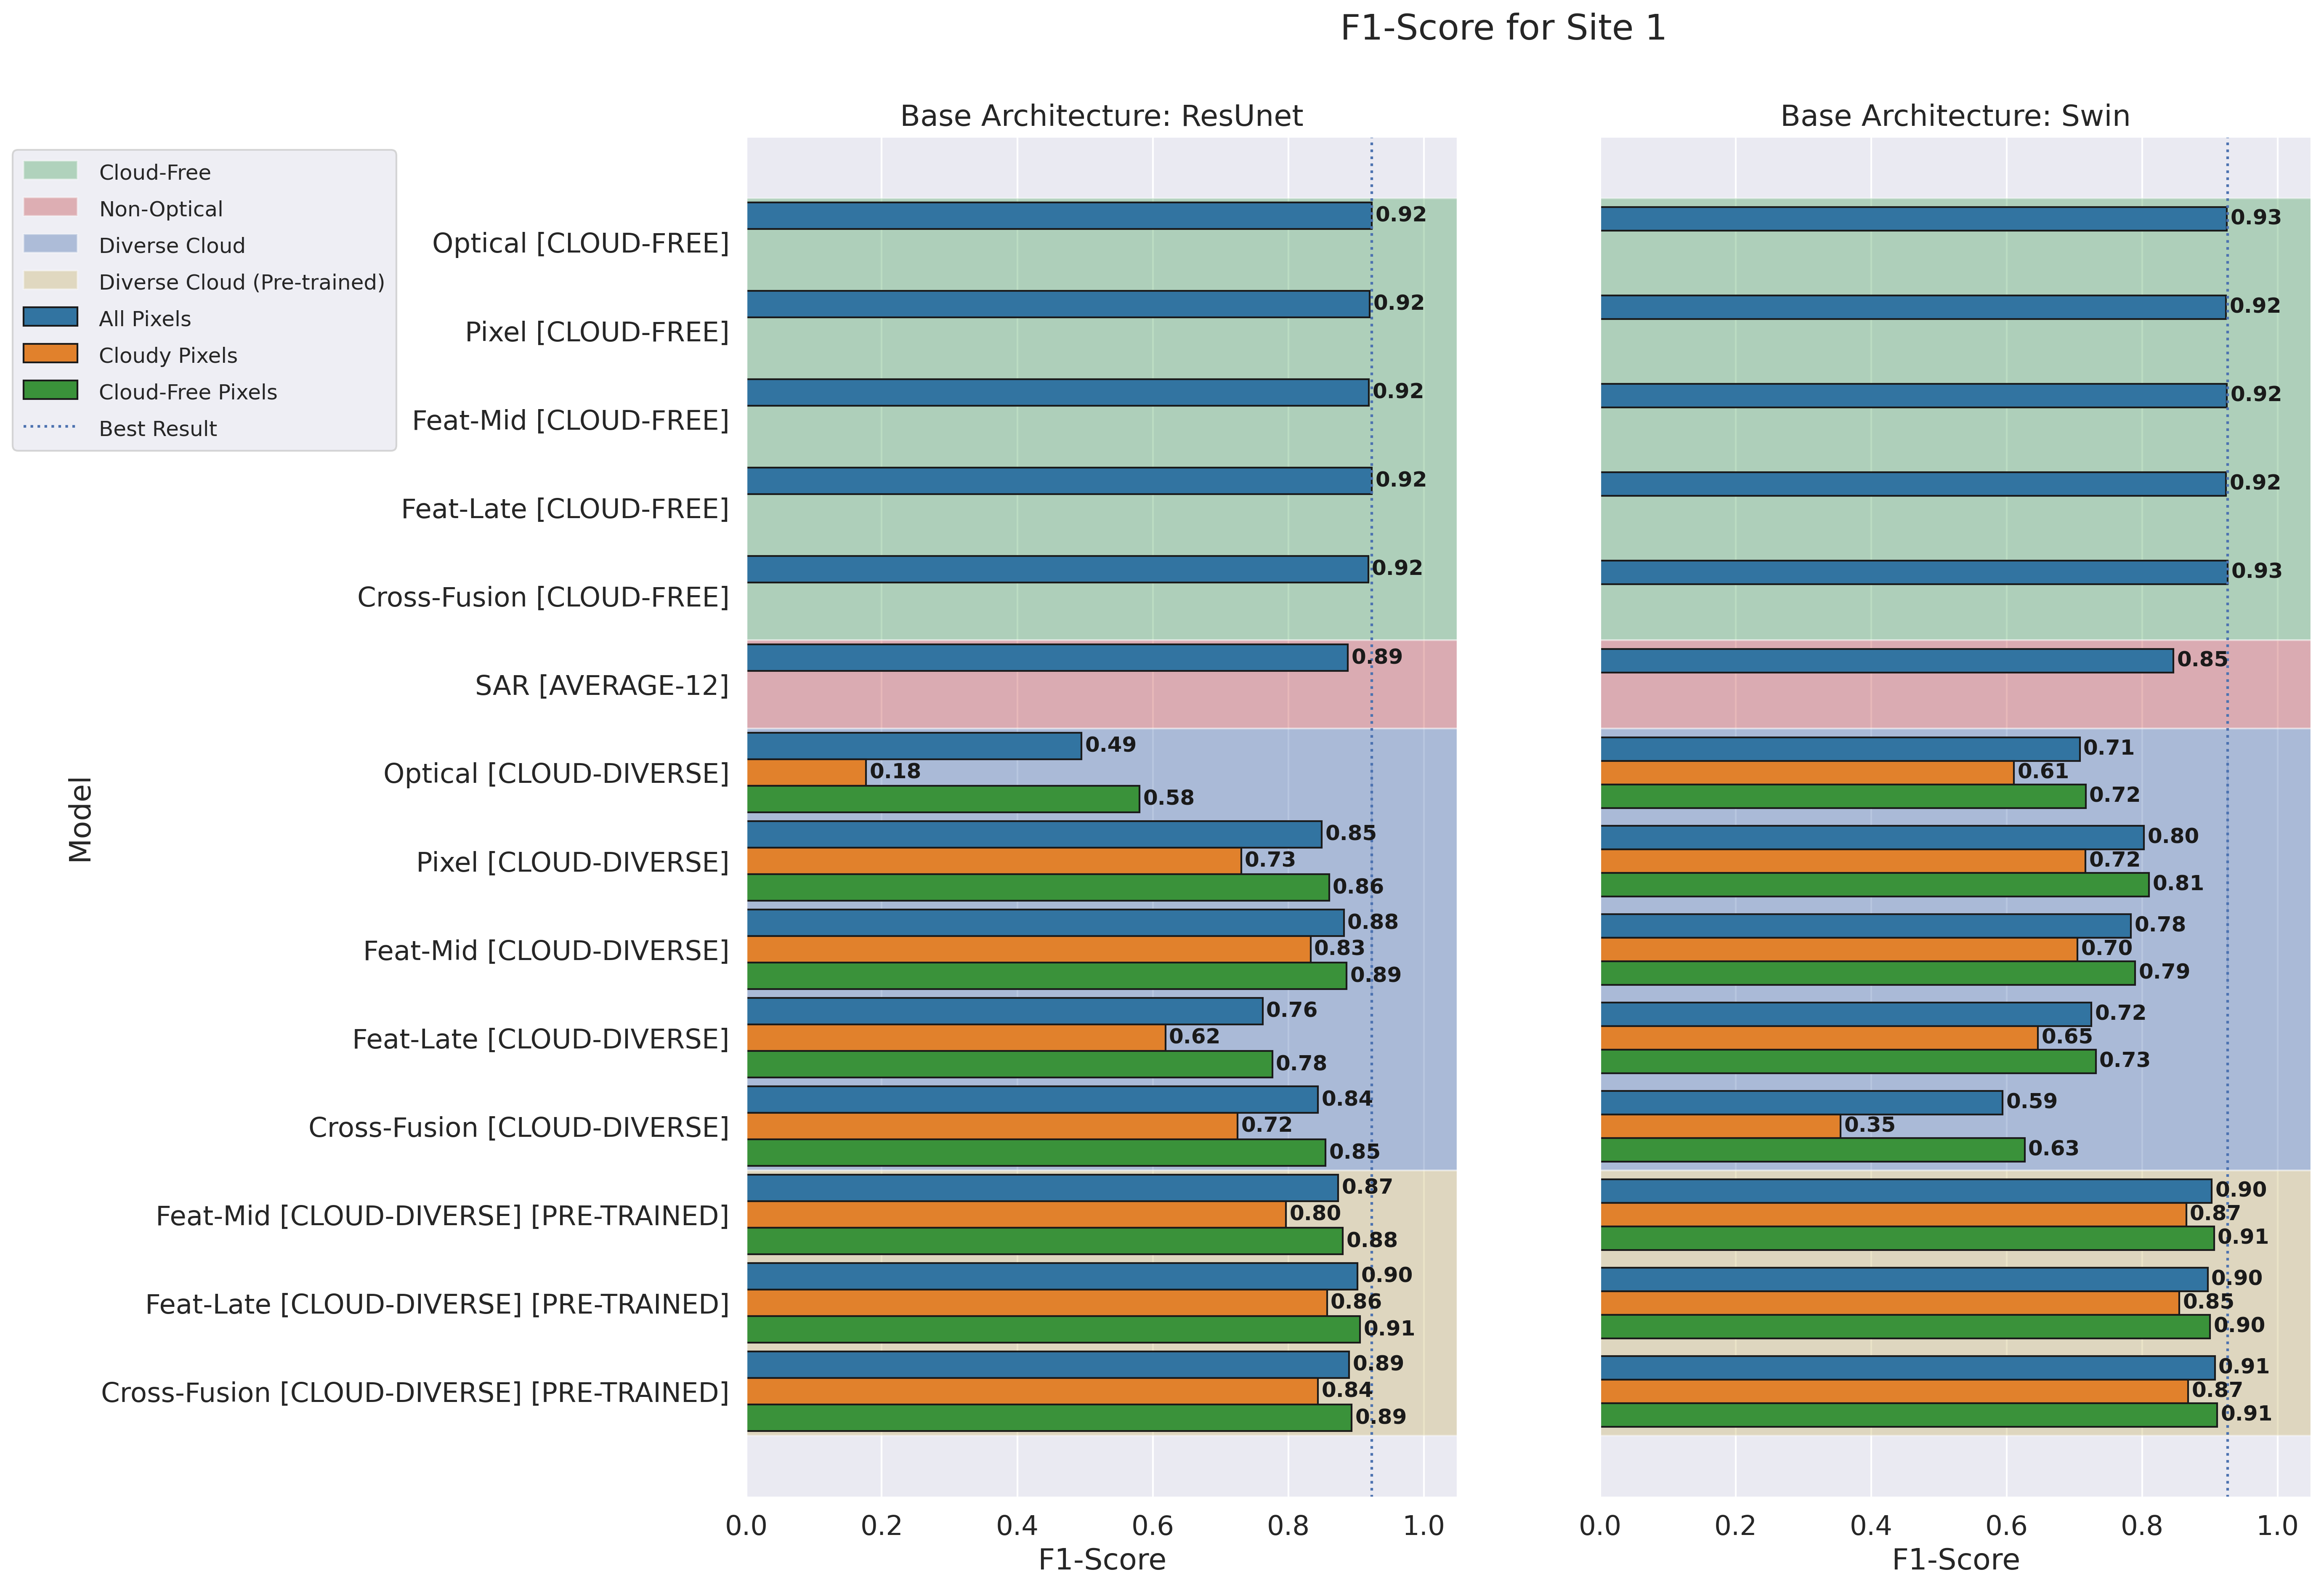 F1-Score for Site 1
Base Architecture: ResUnet
Base Architecture: Swin
Cloud-Free
Non-Optical
Diverse Cloud
Diverse Cloud (Pre-trained)
All Pixels
Cloudy Pixels
Cloud-Free Pixels
Best Result
Model
Optical [CLOUD-FREE]
0.92
0.93
Pixel [CLOUD-FREE]
0.92
0.92
Feat-Mid [CLOUD-FREE]
0.92
0.92
Feat-Late [CLOUD-FREE]
0.92
0.92
Cross-Fusion [CLOUD-FREE]
0.92
0.93
SAR [AVERAGE-12]
0.89
0.85
Optical [CLOUD-DIVERSE]
0.49
0.18
0.58
0.71
0.61
0.72
Pixel [CLOUD-DIVERSE]
0.85
0.73
0.86
0.80
0.72
0.81
Feat-Mid [CLOUD-DIVERSE]
0.88
0.83
0.89
0.78
0.70
0.79
Feat-Late [CLOUD-DIVERSE]
0.76
0.62
0.78
0.72
0.65
0.73
Cross-Fusion [CLOUD-DIVERSE]
0.84
0.72
0.85
0.59
0.35
0.63
Feat-Mid [CLOUD-DIVERSE] [PRE-TRAINED]
0.87
0.80
0.88
0.90
0.87
0.91
Feat-Late [CLOUD-DIVERSE] [PRE-TRAINED]
0.90
0.86
0.91
0.90
0.85
0.90
Cross-Fusion [CLOUD-DIVERSE] [PRE-TRAINED]
0.89
0.84
0.89
0.91
0.87
0.91
0.0 0.2 0.4 0.6 0.8 1.0
0.0 0.2 0.4 0.6 0.8 1.0
F1-Score
F1-Score